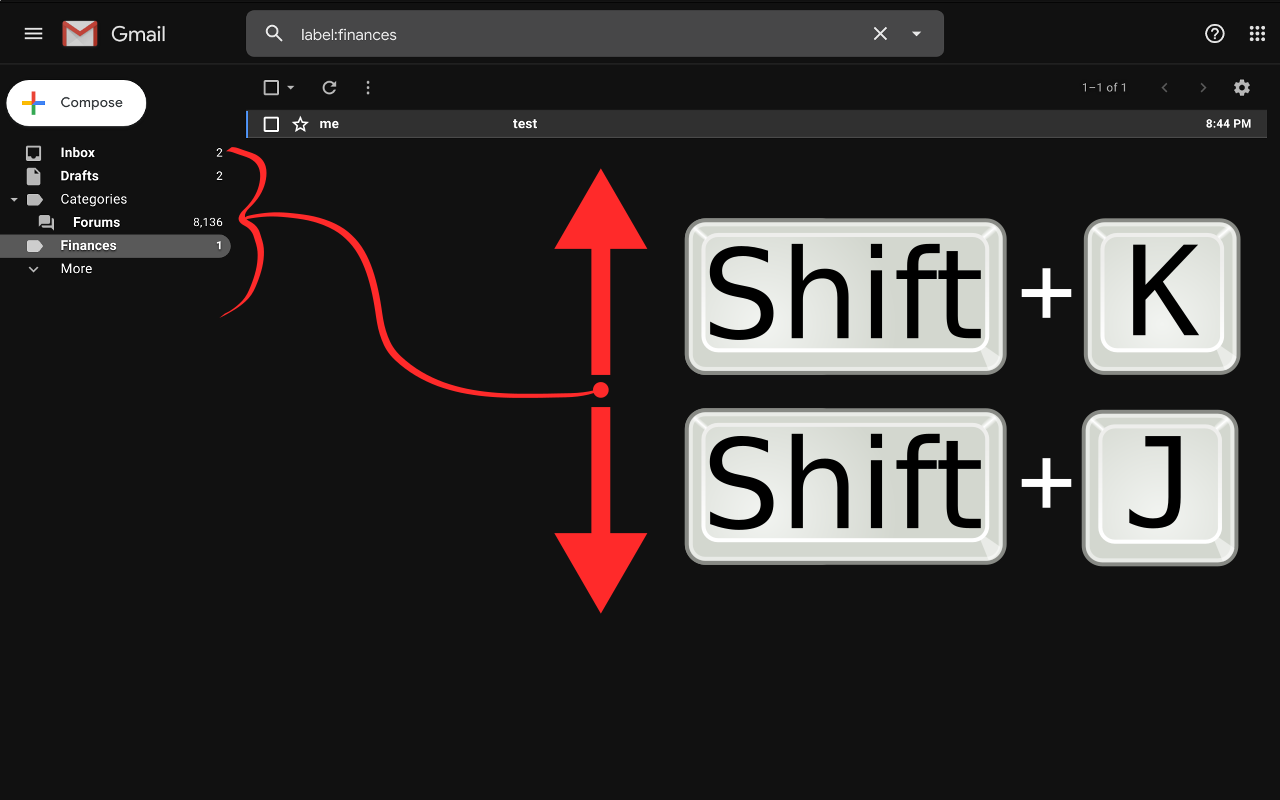 Gmail
label:finances
Compose
1–1 of 1
me test 8:44 PM
Inbox 2
Drafts 2
Categories
Forums 8,136
Finances 1
More
Shift + K
Shift + J